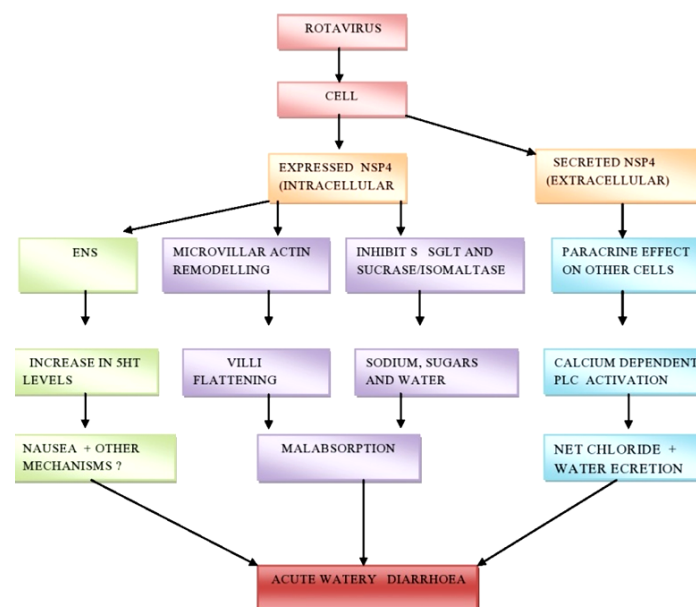 ROTAVIRUS
CELL
EXPRESSED NSP4
(INTRACELLULAR
SECRETED NSP4
(EXTRACELLULAR)
ENS
MICROVILLAR ACTIN
REMODELLING
INHIBIT S SGLT AND
SUCRASE/ISOMALTASE
PARACRINE EFFECT
ON OTHER CELLS
INCREASE IN 5HT
LEVELS
VILLI
FLATTENING
SODIUM, SUGARS
AND WATER
CALCIUM DEPENDENT
PLC ACTIVATION
NAUSEA + OTHER
MECHANISMS ?
MALABSORPTION
NET CHLORIDE +
WATER ECRETION
ACUTE WATERY DIARRHOEA